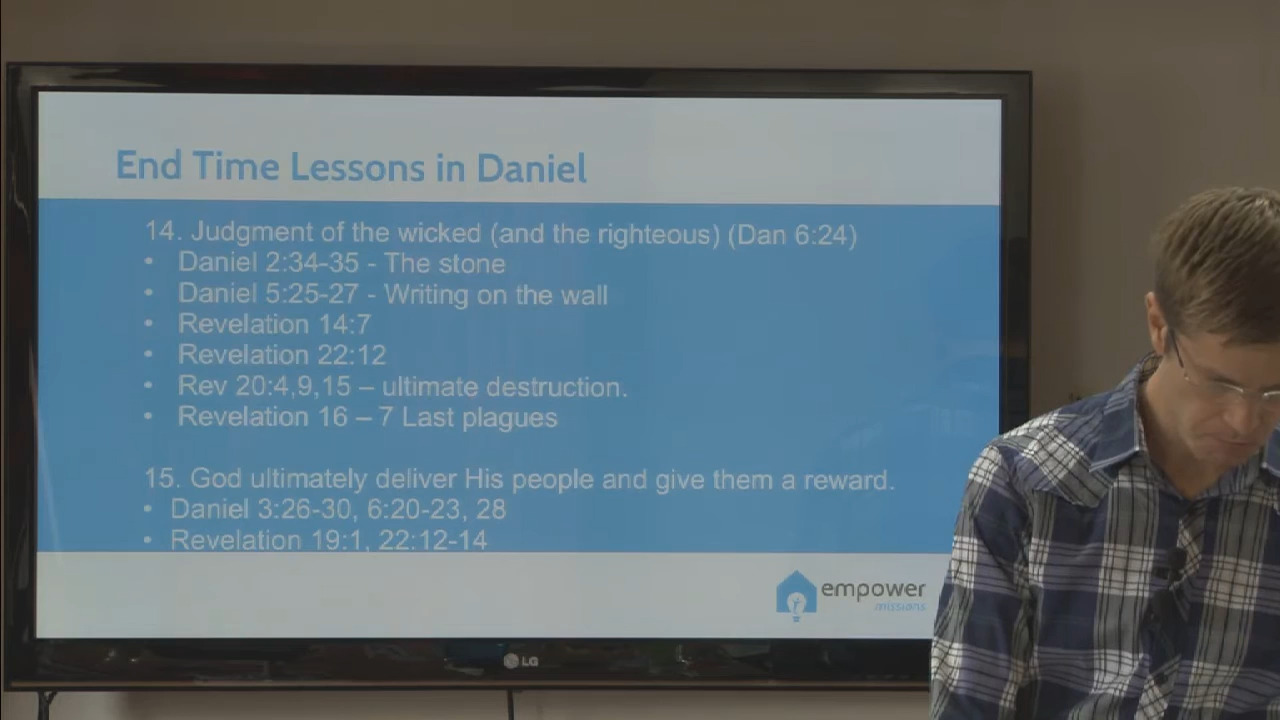 End Time Lessons in Daniel
14. Judgment of the wicked (and the righteous) (Dan 6:24)
• Daniel 2:34-35 - The stone
• Daniel 5:25-27 - Writing on the wall
• Revelation 14:7
• Revelation 22:12
• Rev 20:4,9,15 – ultimate destruction.
• Revelation 16 – 7 Last plagues
15. God ultimately deliver His people and give them a reward.
• Daniel 3:26-30, 6:20-23, 28
• Revelation 19:1, 22:12-14
empower
missions
LG